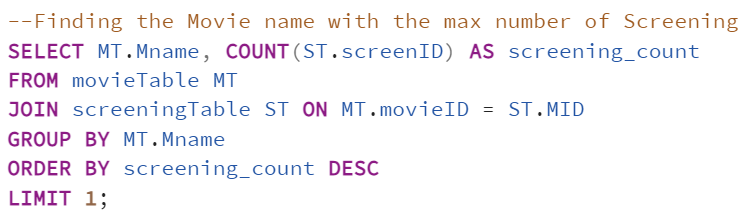 --Finding the Movie name with the max number of Screening
SELECT MT.Mname, COUNT(ST.screenID) AS screening_count
FROM movieTable MT
JOIN screeningTable ST ON MT.movieID = ST.MID
GROUP BY MT.Mname
ORDER BY screening_count DESC
LIMIT 1;